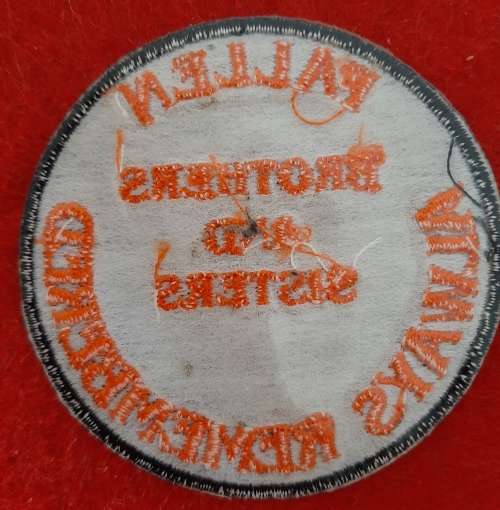 FALLEN
BROTHERS
AND
SISTERS
ALWAYS REMEMBERED